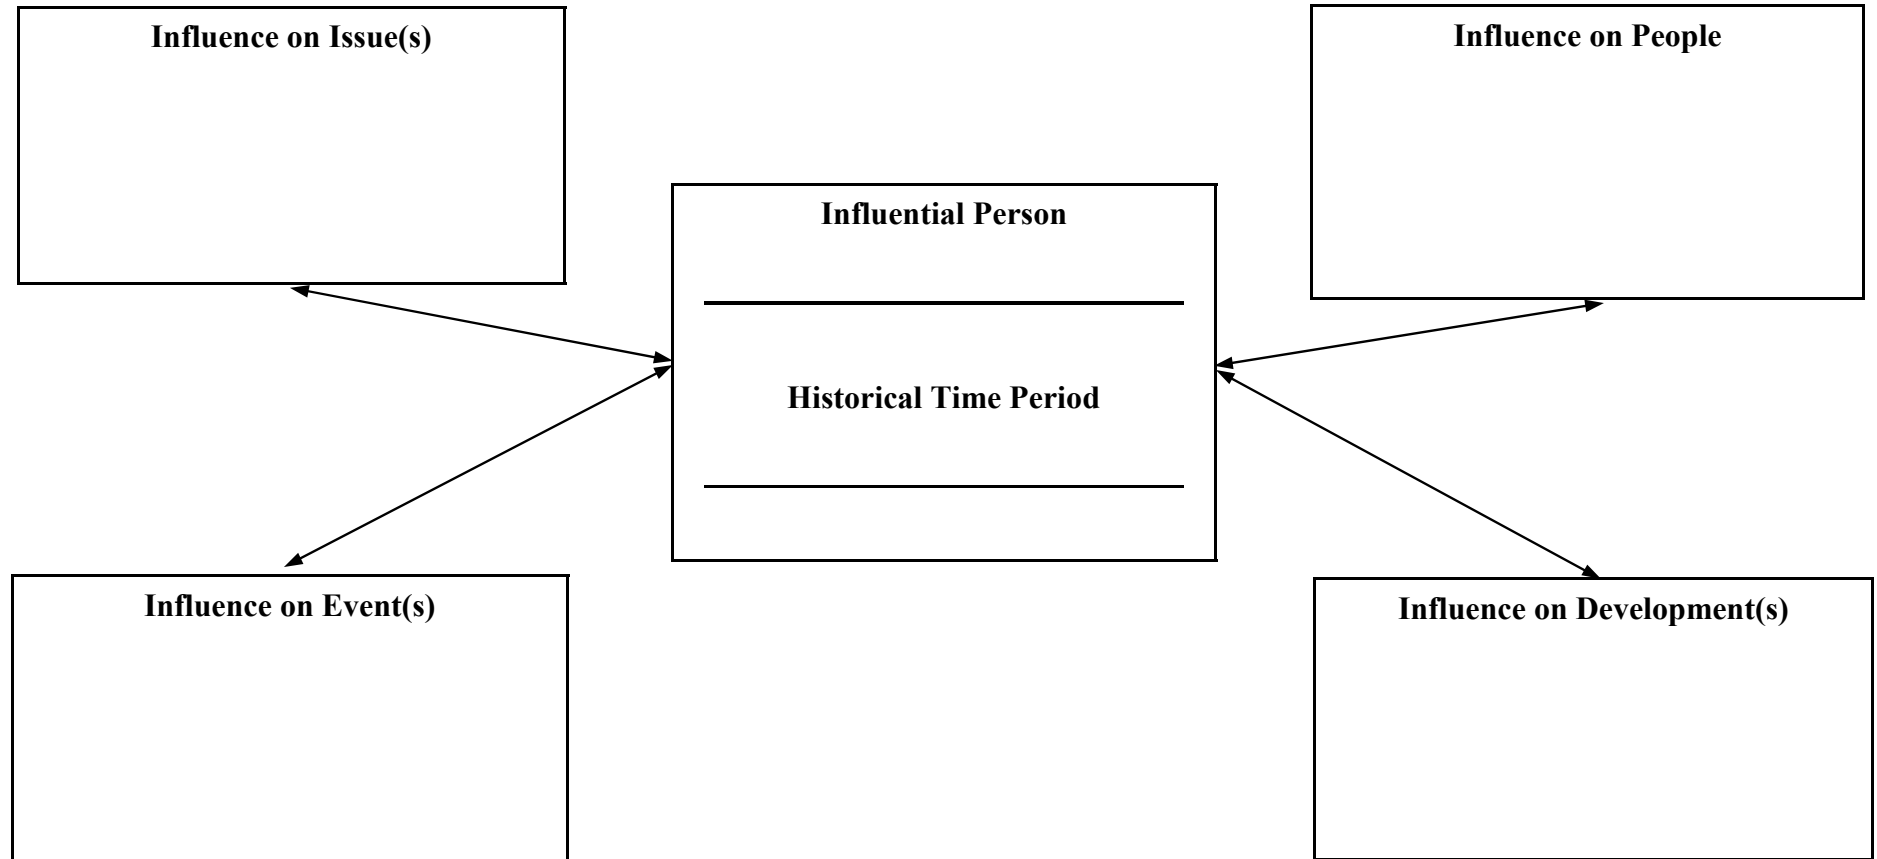 Influence on Issue(s)
Influence on People
Influential Person
Historical Time Period
Influence on Event(s)
Influence on Development(s)